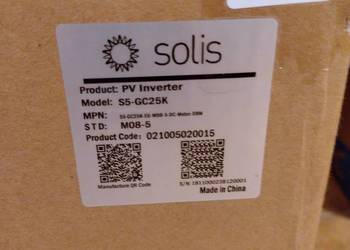 solis
Product: PV Inverter
Model: S5-GC25K
MPN:
STD: M08-5
Product Code: 021005020015
Manufacture QR Code
Made in China